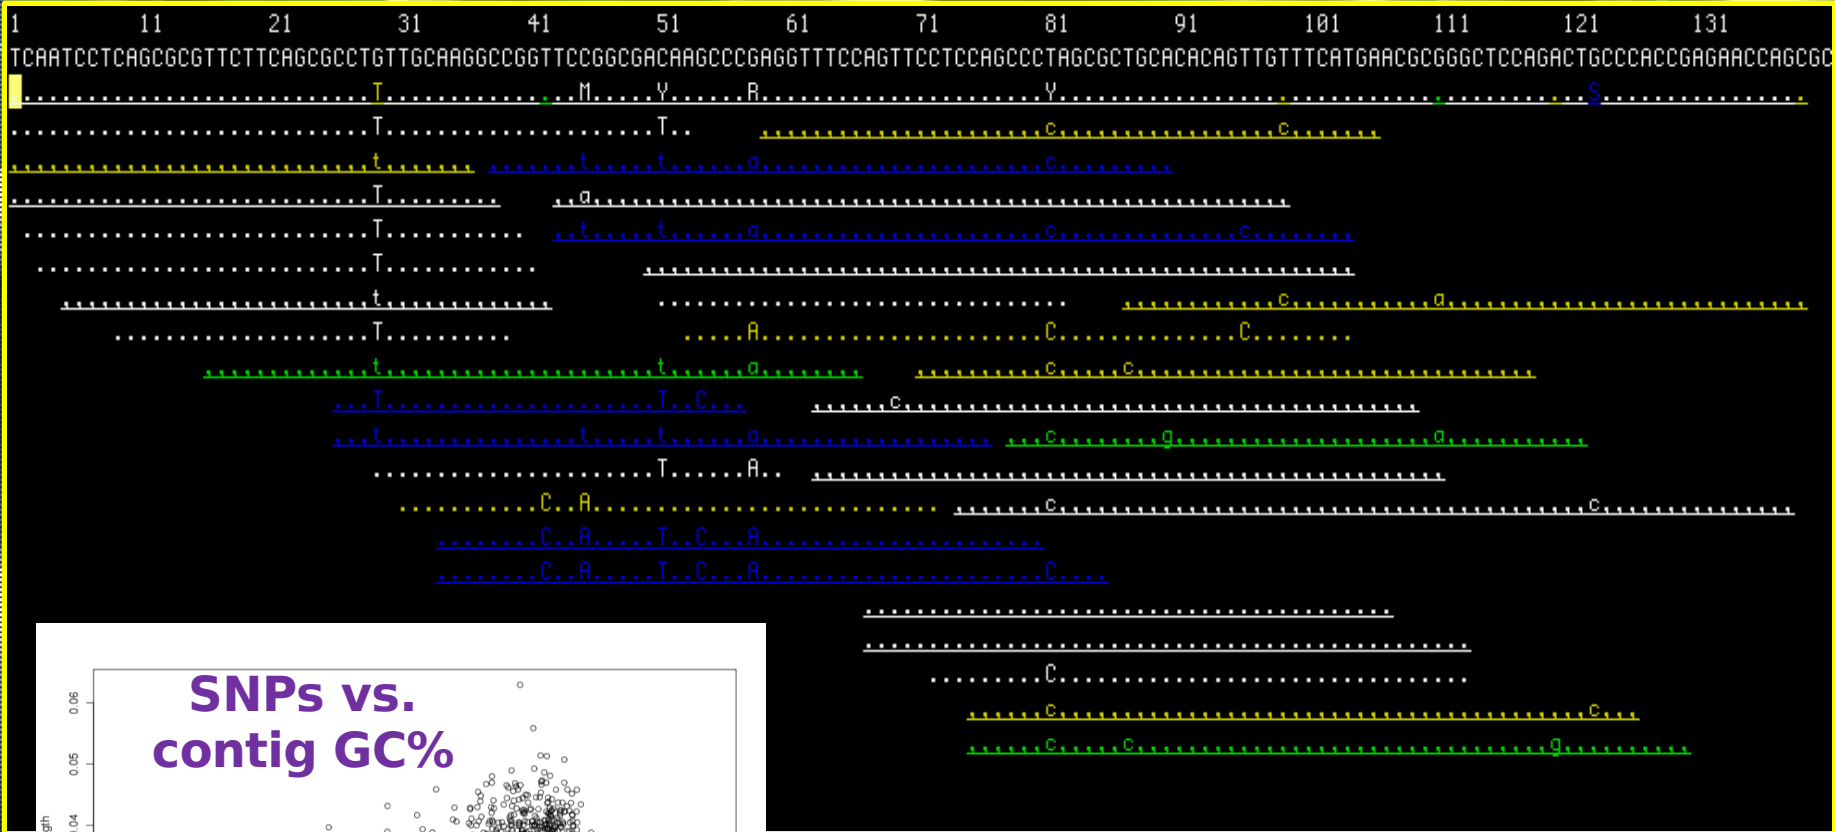 1 11 21 31 41 51 61 71 81 91 101 111 121 131
TCAATCCTCAGCGCGTTCTTCAGCGCCTGTTGCAAGGCCGGTTCCGGCGACAAGCCCGAGGTTTCCAGTTCCTCCAGCCCTAGCGCTGCACACAGTTGTTTCATGAACGCGGGCTCCAGACTGCCCACCGAGAACCAGCGC
T M Y R Y S
T T c c
t t t a c
T a
T t t a c c
T
t c a
T A C C
t t a c c
T T C c
t t t a c g a
T A
C A c c
C A T C A
C A T C A C
C
c c
c c g
SNPs vs.
contig GC%
0.06
0.05
0.04